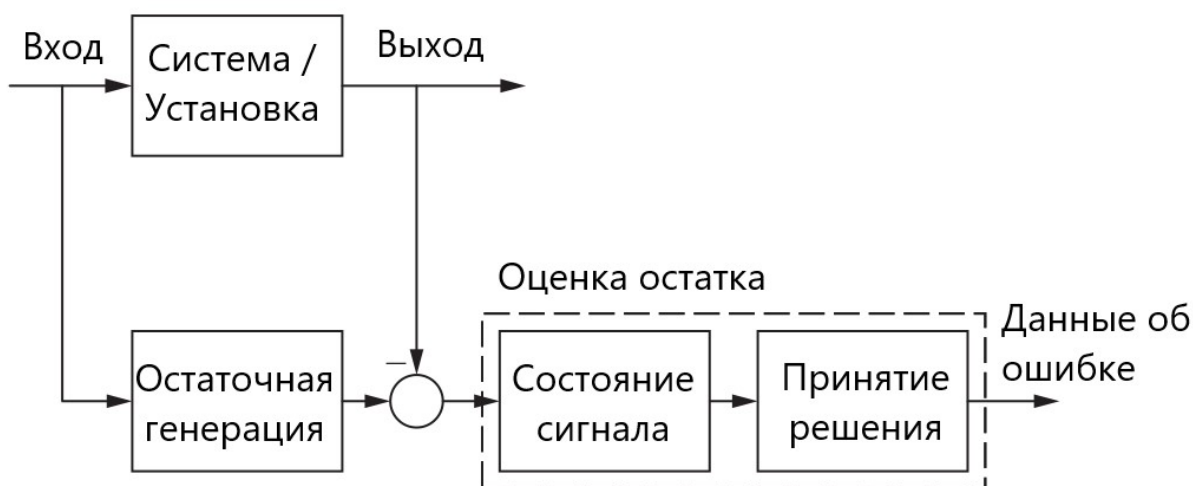 Вход
Система /
Установка
Выход
Оценка остатка
Остаточная
генерация
–
Состояние
сигнала
Принятие
решения
Данные об
ошибке